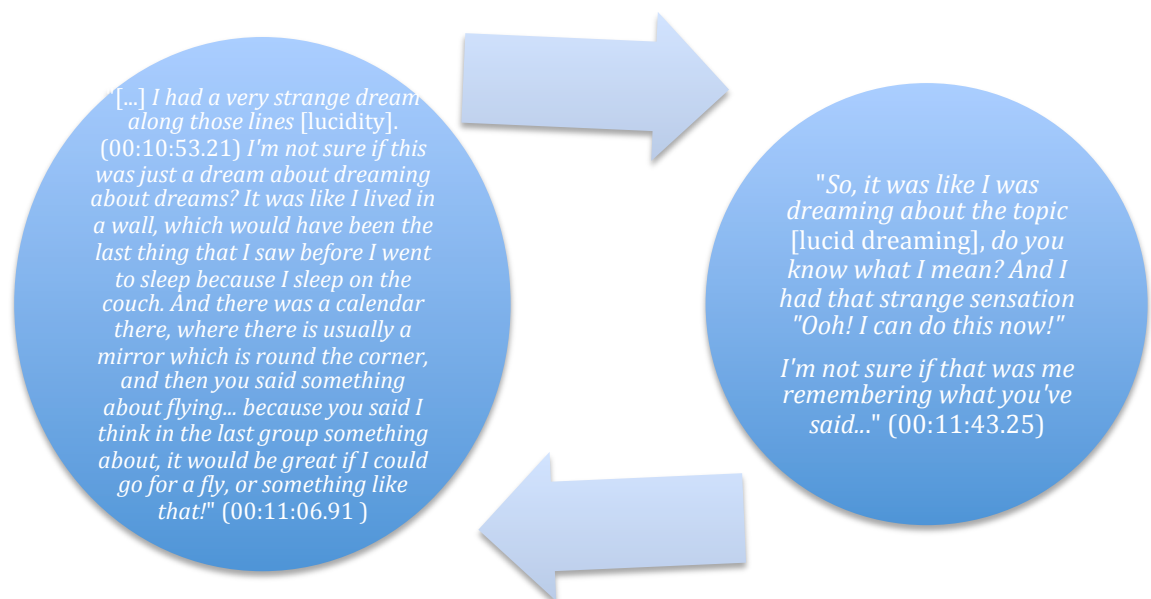 "[...] I had a very strange dream
along those lines [lucidity].
(00:10:53.21) I'm not sure if this
was just a dream about dreaming
about dreams? It was like I lived in
a wall, which would have been the
last thing that I saw before I went
to sleep because I sleep on the
couch. And there was a calendar
there, where there is usually a
mirror which is round the corner,
and then you said something
about flying... because you said I
think in the last group something
about, it would be great if I could
go for a fly, or something like
that!" (00:11:06.91 )
"So, it was like I was
dreaming about the topic
[lucid dreaming], do you
know what I mean? And I
had that strange sensation
"Ooh! I can do this now!"
I'm not sure if that was me
remembering what you've
said..." (00:11:43.25)